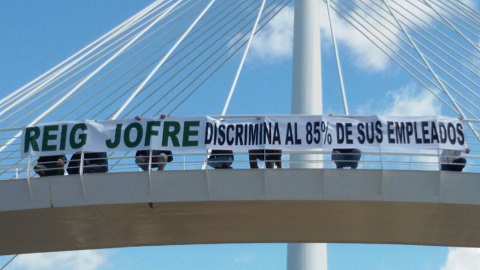 REIG JOFRE DISCRIMINA AL 85% DE SUS EMPLEADOS